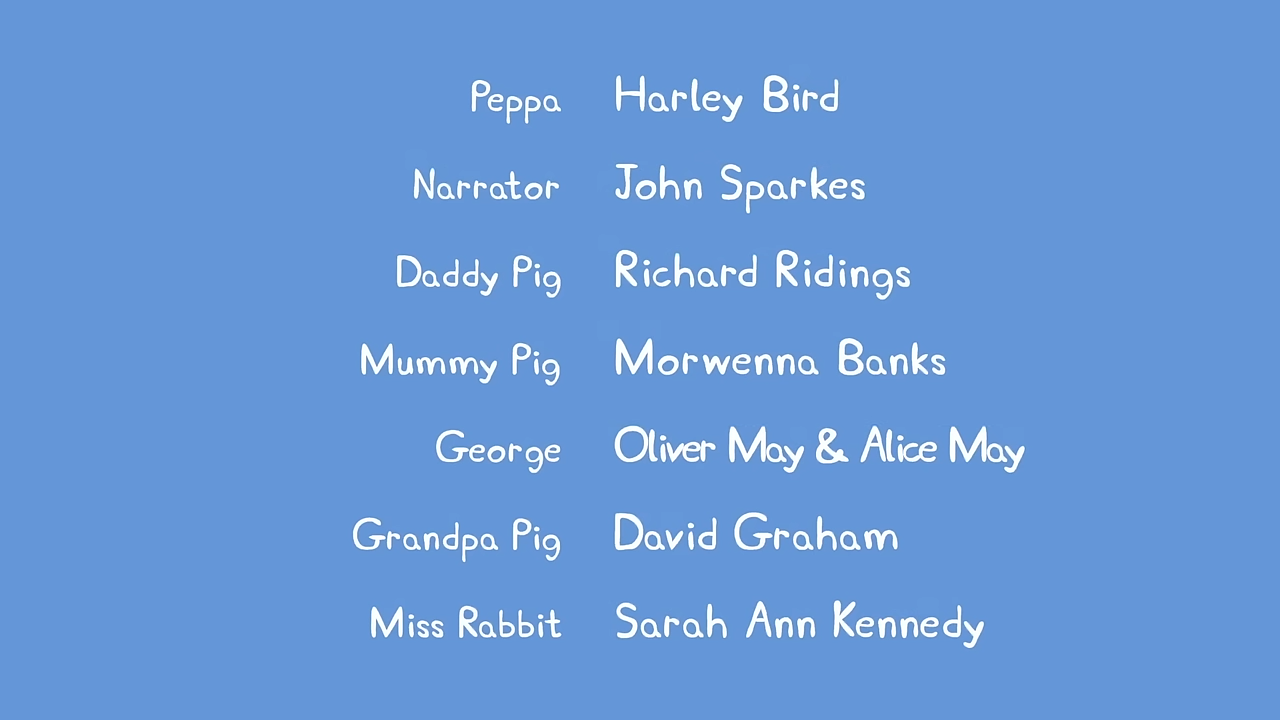 Peppa Harley Bird
Narrator John Sparkes
Daddy Pig Richard Ridings
Mummy Pig Morwenna Banks
George Oliver May & Alice May
Grandpa Pig David Graham
Miss Rabbit Sarah Ann Kennedy